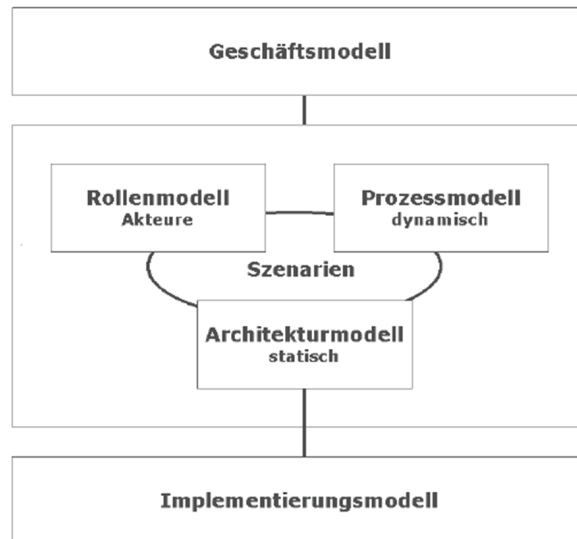 Geschäftsmodell
Rollenmodell
Akteure
Prozessmodell
dynamisch
Szenarien
Architekturmodell
statisch
Implementierungsmodell